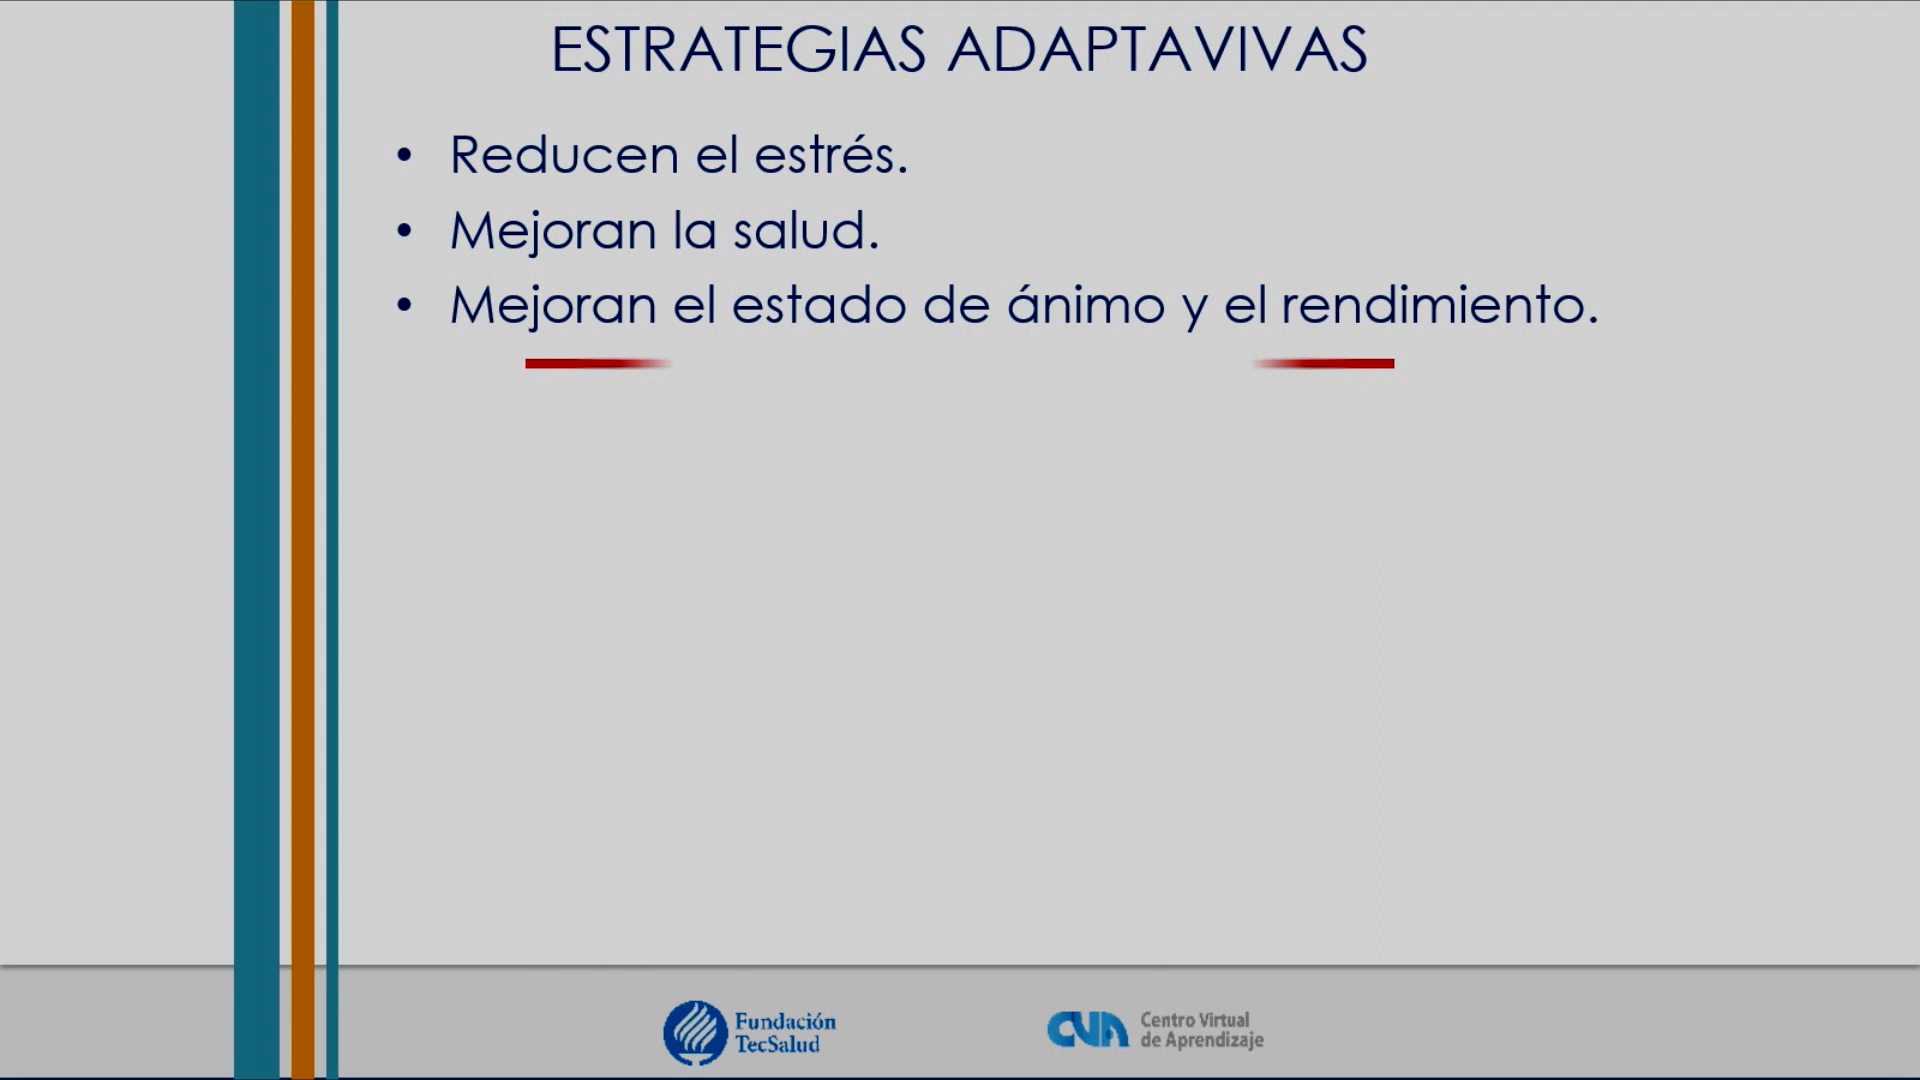 ESTRATEGIAS ADAPTAVIVAS
• Reducen el estrés.
• Mejoran la salud.
• Mejoran el estado de ánimo y el rendimiento.
Fundación
TecSalud
CVA
Centro Virtual
de Aprendizaje